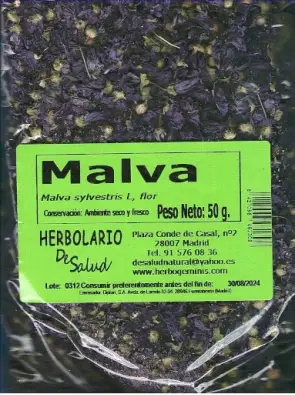 Malva
Malva sylvestris L, flor
Conservación: Ambiente seco y fresco Peso Neto: 50 g.
HERBOLARIO
De
Salud
Plaza Conde de Casal, nº2
28007 Madrid
Tel. 91 576 08 36
desaludnatural@yahoo.es
www.herbogeminis.com
Lote: 0312 Consumir preferentemente antes del fin de: 30/08/2024